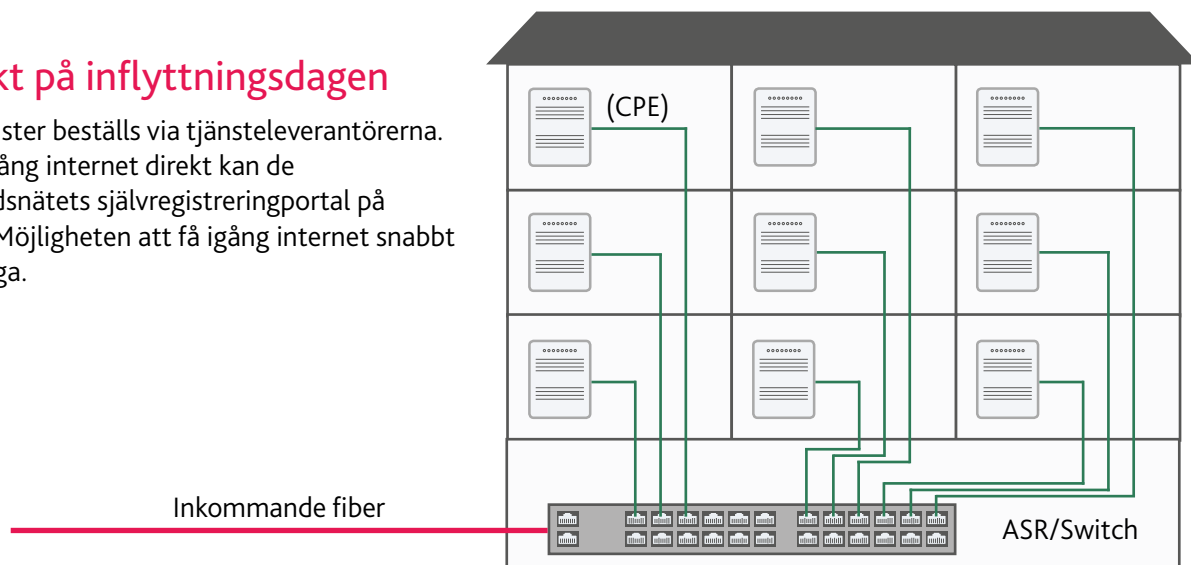 kt på inflyttningsdagen
ster beställs via tjänsteleverantörerna.
ång internet direkt kan de
dsnätets självregistreringportal på
Möjligheten att få igång internet snabbt
ga.
(CPE)
Inkommande fiber
ASR/Switch